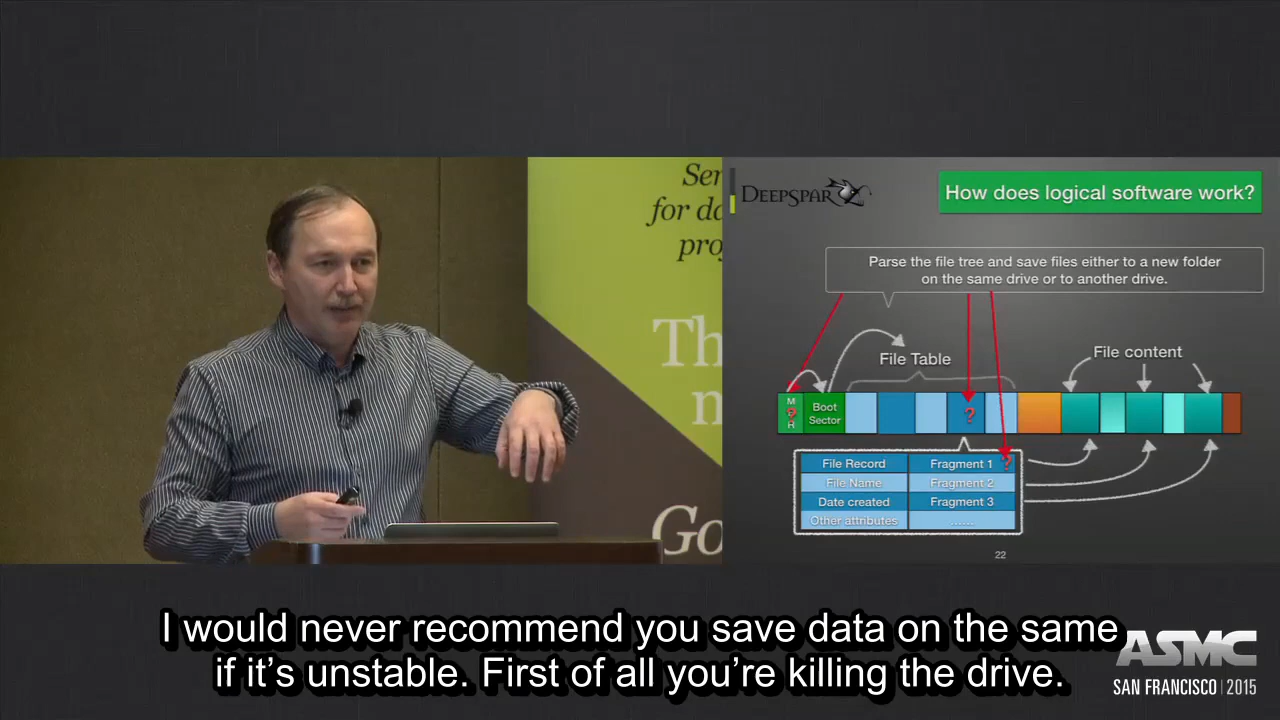 Ser
for da
proj
Th
n
Go
DEEPSPAR
How does logical software work?
Parse the file tree and save files either to a new folder
on the same drive or to another drive.
File Table
File content
M
?
R
Boot
Sector
?
File Record
Fragment 1
?
File Name
Fragment 2
Date created
Fragment 3
Other attributes
......
22
I would never recommend you save data on the same
if it's unstable. First of all you're killing the drive.
ASMC
SAN FRANCISCO | 2015